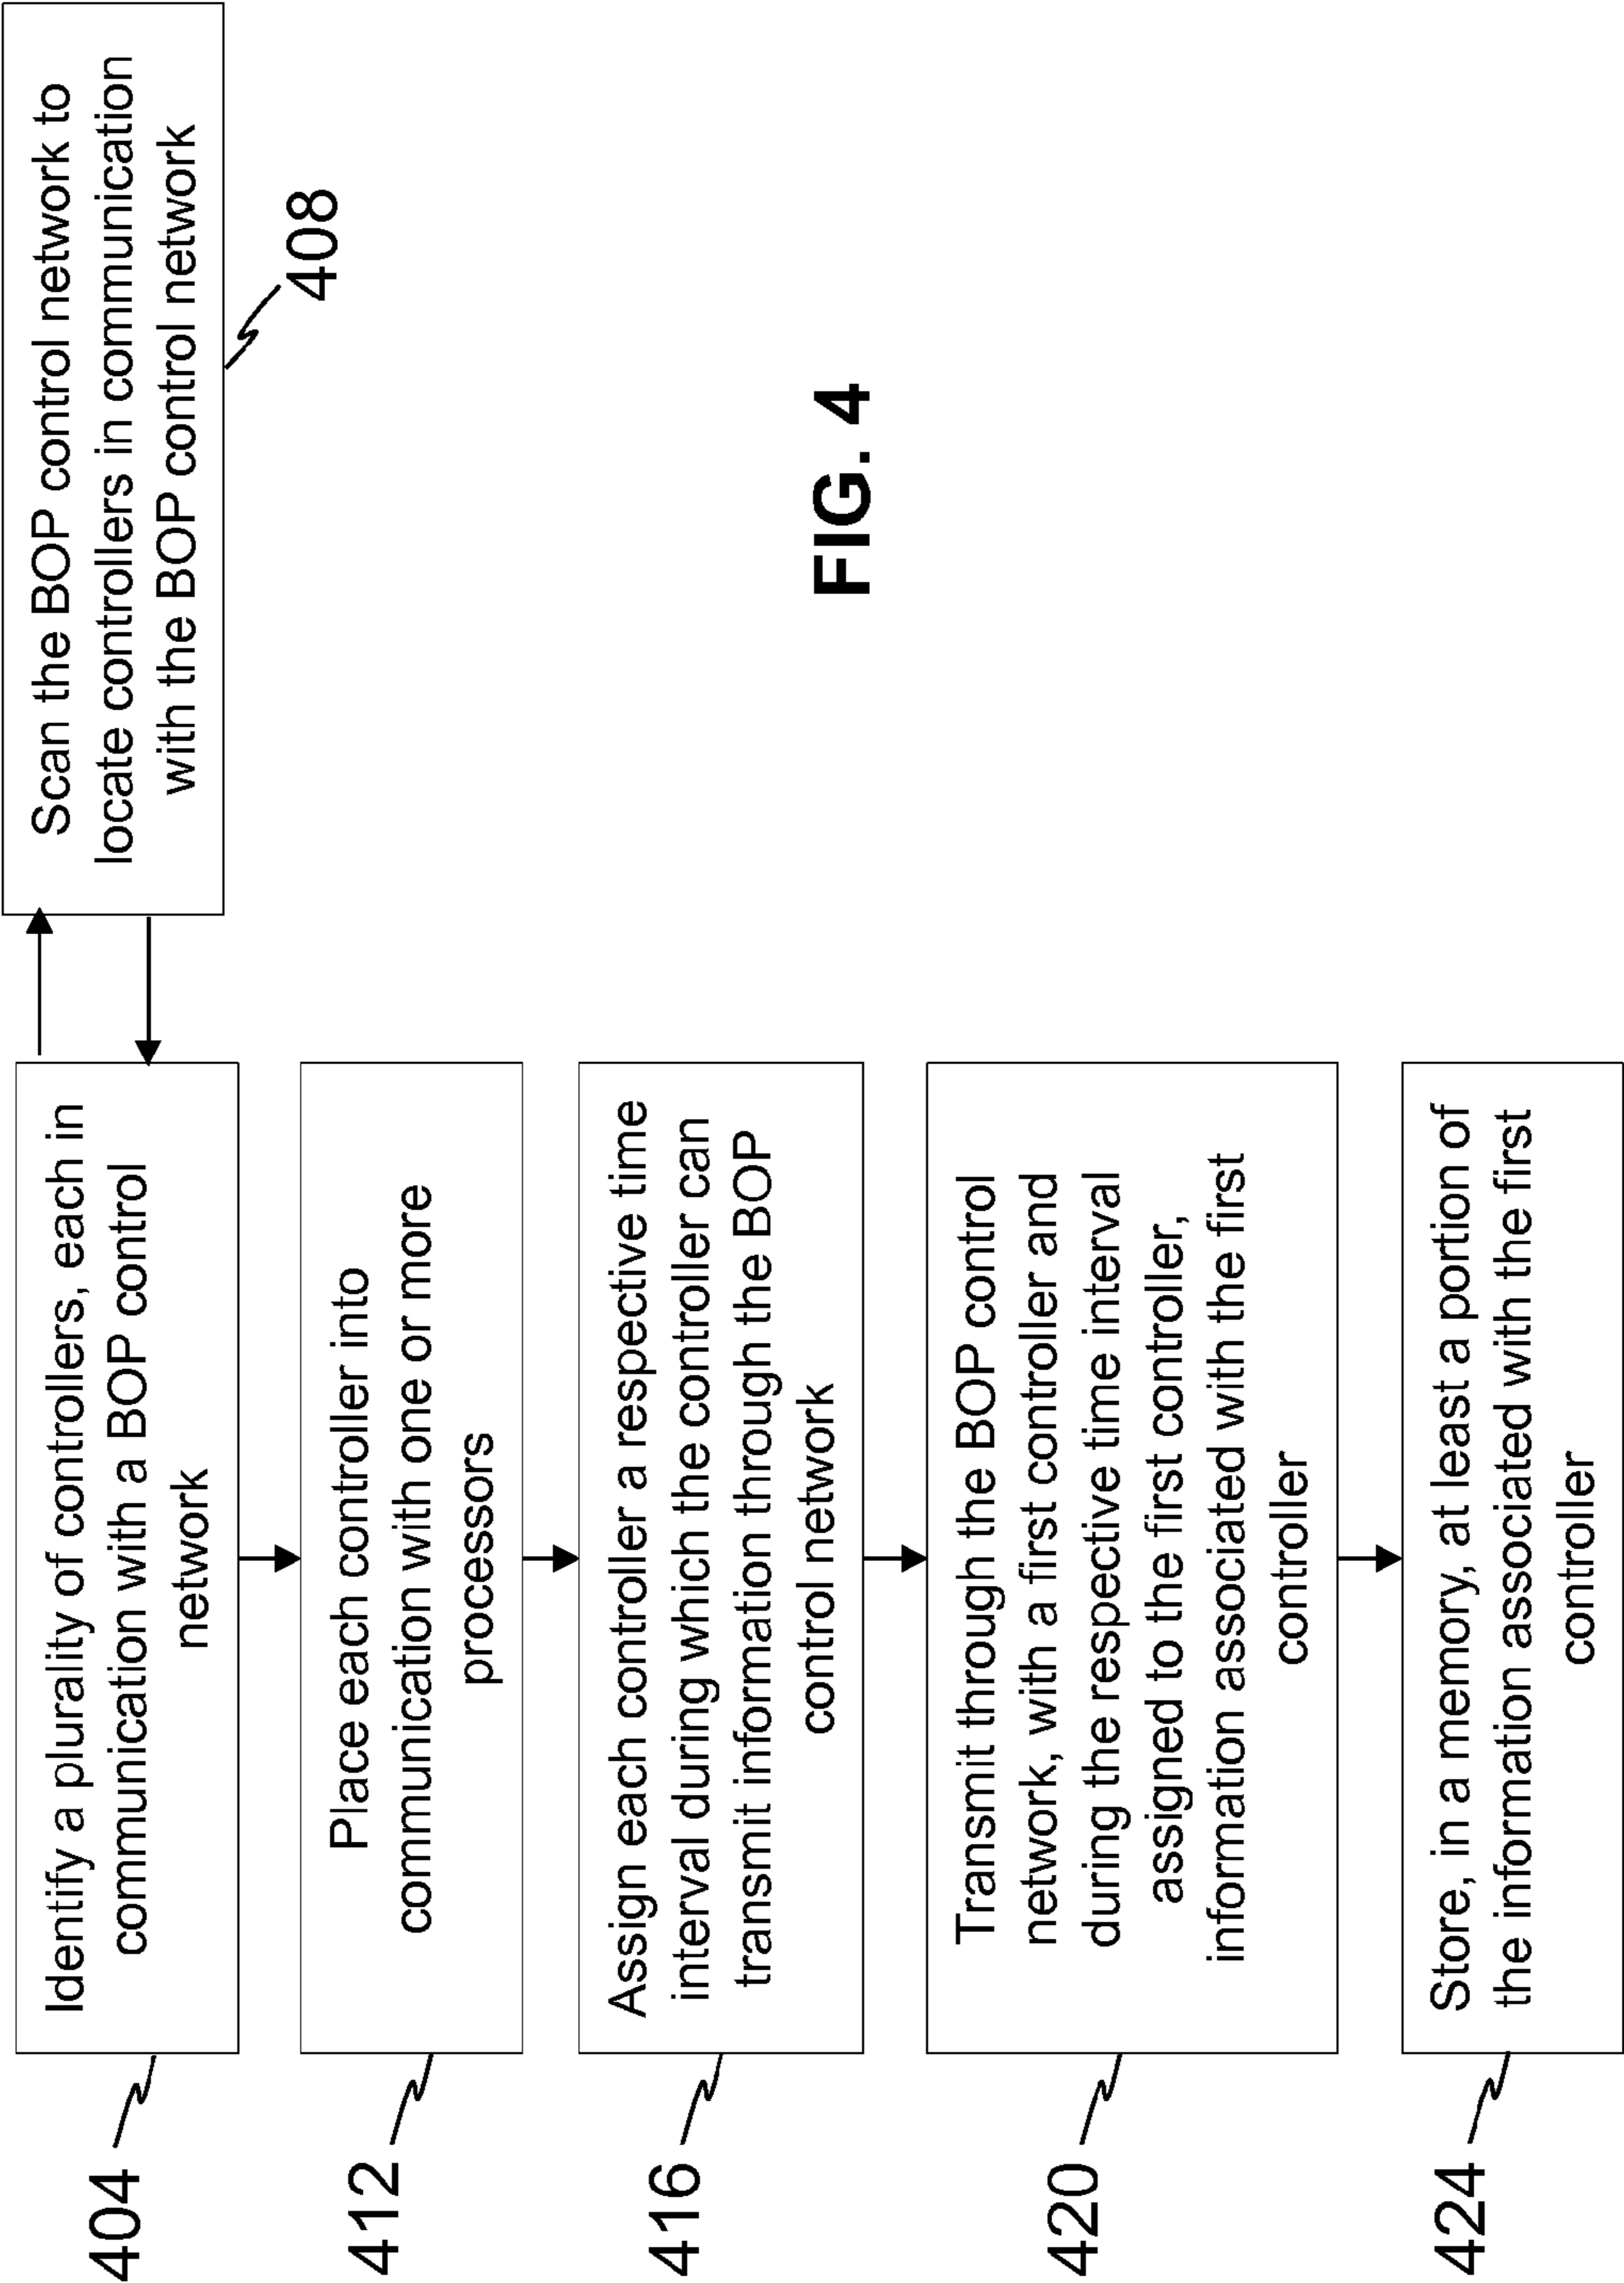 404
Identify a plurality of controllers, each in
communication with a BOP control
network
Scan the BOP control network to
locate controllers in communication
with the BOP control network
408
412
Place each controller into
communication with one or more
processors
416
Assign each controller a respective time
interval during which the controller can
transmit information through the BOP
control network
420
Transmit through the BOP control
network, with a first controller and
during the respective time interval
assigned to the first controller,
information associated with the first
controller
424
Store, in a memory, at least a portion of
the information associated with the first
controller
FIG. 4